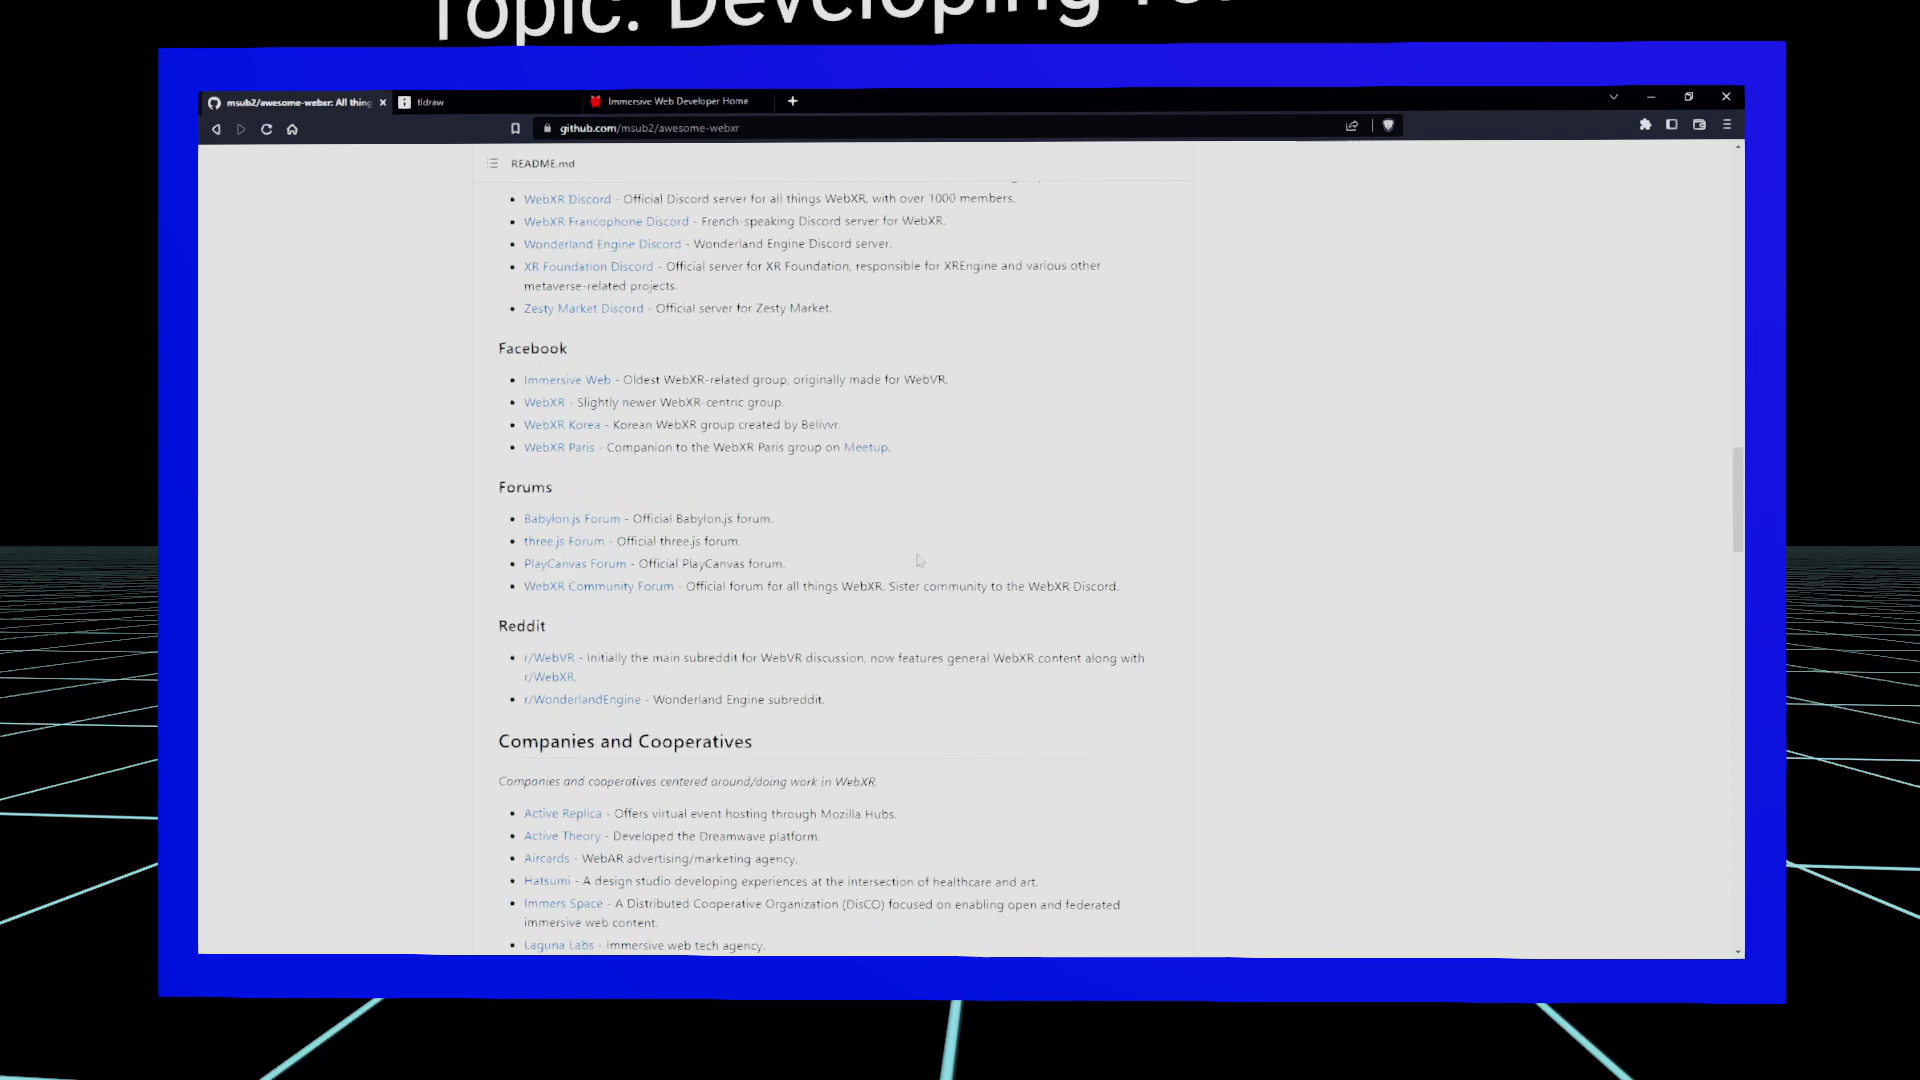 Topic: Developing
msub2/awesome-webxr: All thing
tldraw
Immersive Web Developer Home
github.com/msub2/awesome-webxr
README.md
WebXR Discord - Official Discord server for all things WebXR, with over 1000 members.
WebXR Francophone Discord - French-speaking Discord server for WebXR.
Wonderland Engine Discord - Wonderland Engine Discord server.
XR Foundation Discord - Official server for XR Foundation, responsible for XREngine and various other
metaverse-related projects.
Zesty Market Discord - Official server for Zesty Market.
Facebook
Immersive Web - Oldest WebXR-related group, originally made for WebVR.
WebXR - Slightly newer WebXR-centric group.
WebXR Korea - Korean WebXR group created by Belivvr.
WebXR Paris - Companion to the WebXR Paris group on Meetup.
Forums
Babylon.js Forum - Official Babylon.js forum.
three.js Forum - Official three.js forum.
PlayCanvas Forum - Official PlayCanvas forum.
WebXR Community Forum - Official forum for all things WebXR. Sister community to the WebXR Discord.
Reddit
r/WebVR - Initially the main subreddit for WebVR discussion, now features general WebXR content along with
r/WebXR.
r/WonderlandEngine - Wonderland Engine subreddit.
Companies and Cooperatives
Companies and cooperatives centered around/doing work in WebXR.
Active Replica - Offers virtual event hosting through Mozilla Hubs.
Active Theory - Developed the Dreamwave platform.
Aircards - WebAR advertising/marketing agency.
Hatsumi - A design studio developing experiences at the intersection of healthcare and art.
Immers Space - A Distributed Cooperative Organization (DisCO) focused on enabling open and federated
immersive web content.
Laguna Labs - Immersive web tech agency.